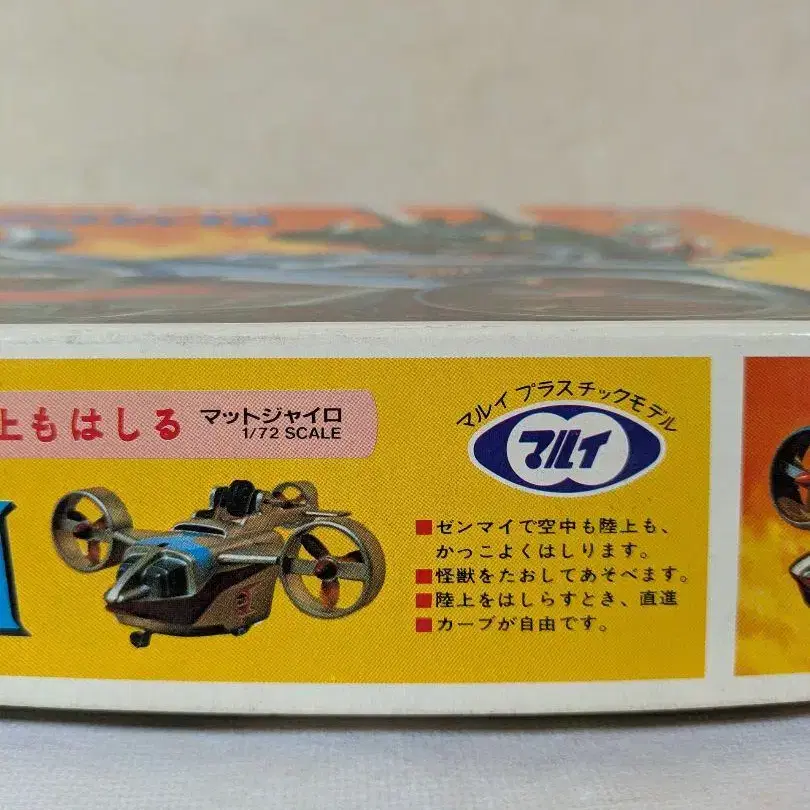 上もはしる
マットジャイロ
1/72 SCALE
マルイ プラスチックモデル
マルイ
■ゼンマイで空中も陸上も、
かっこよくはしります。
■怪獣をたおしてあそべます。
■陸上をはしらすとき、直進
■カーブが自由です。